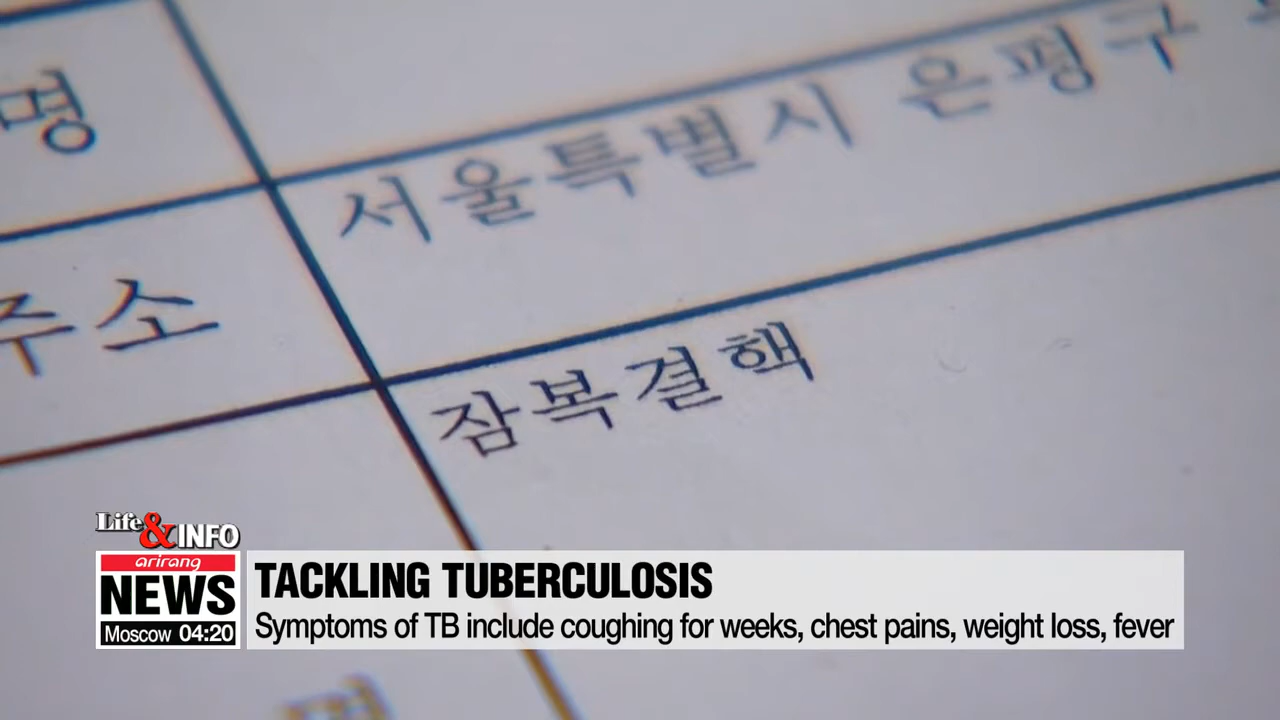 명
서울특별시 은평구
주소
잠복결핵
명
Life & INFO
arirang
NEWS
Moscow 04:20
TACKLING TUBERCULOSIS
Symptoms of TB include coughing for weeks, chest pains, weight loss, fever